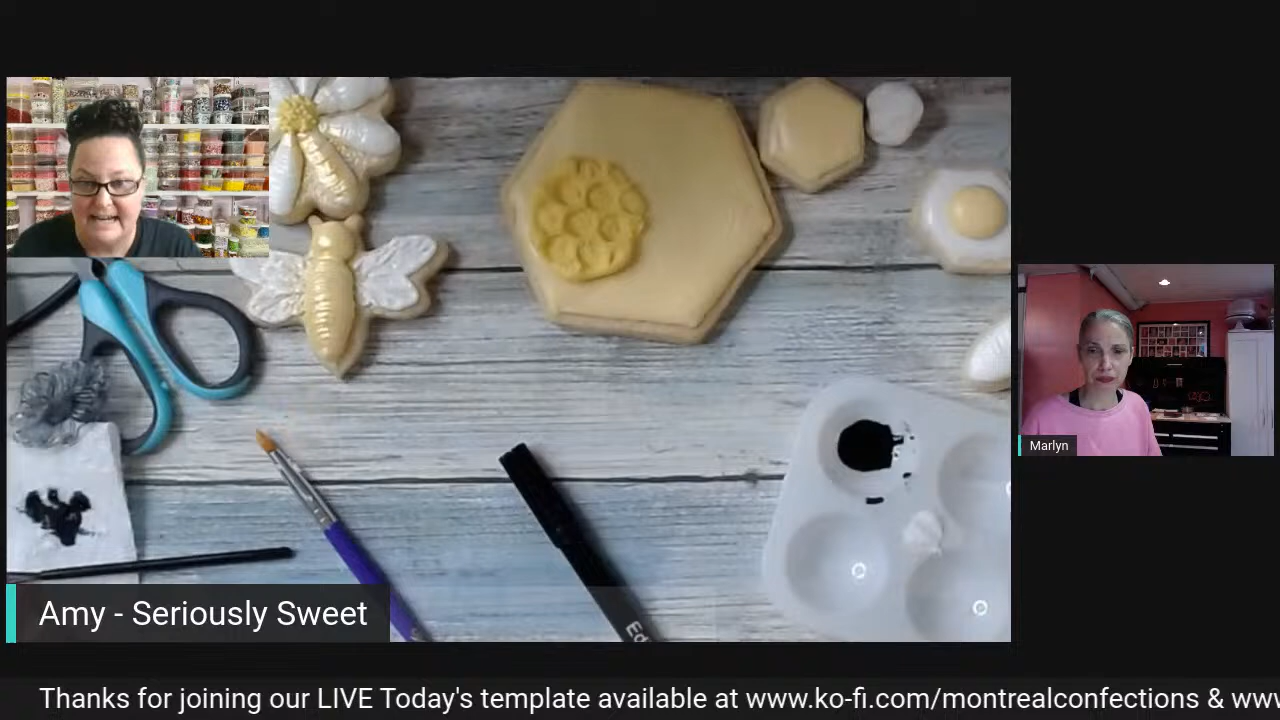 Marlyn
Ed
Amy - Seriously Sweet
Thanks for joining our LIVE Today's template available at www.ko-fi.com/montrealconfections & www